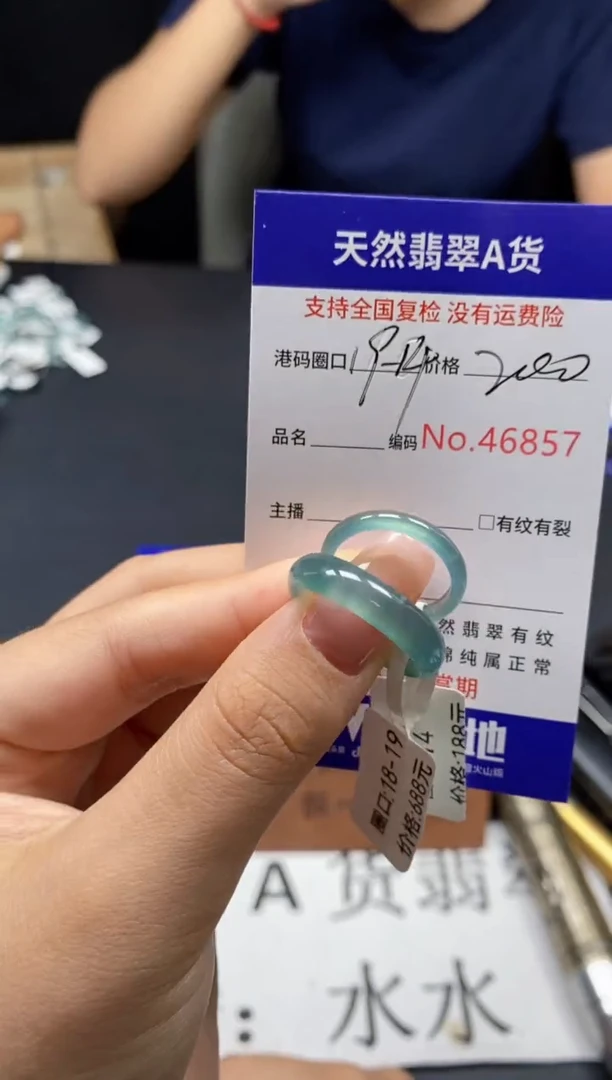 天然翡翠A货
支持全国复检 没有运费险
港码圈口 价格
品名 编码 No.46857
主播 □有纹有裂
然翡翠有纹
棉纯属正常
地
圈口:18-19
价格:688元
14
价格:188元
A 货翡
: 水水